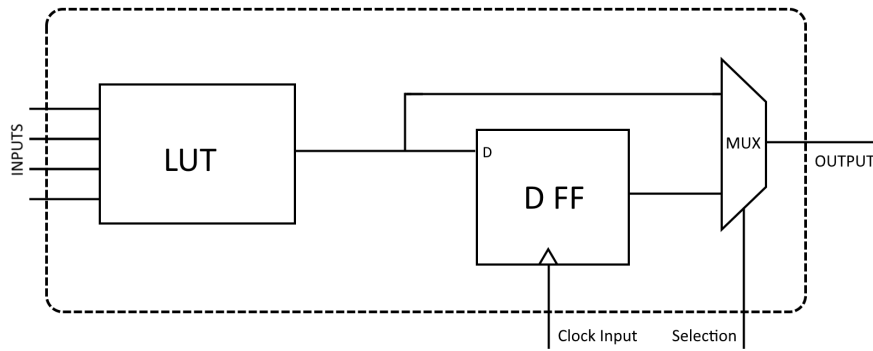 INPUTS
LUT
D
D FF
MUX
OUTPUT
Clock Input
Selection